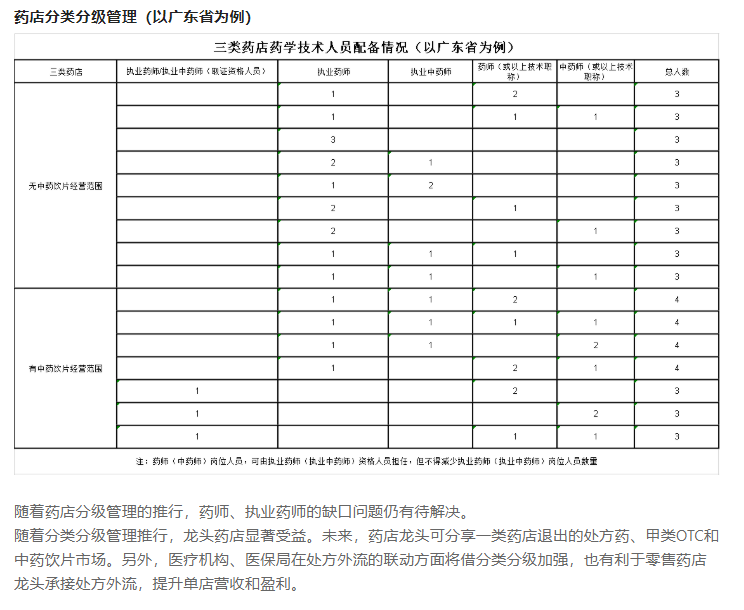 药店分类分级管理（以广东省为例）
三类药店药学技术人员配备情况（以广东省为例）
三类药店 执业药师/执业中药师（取证资格人员） 执业药师 执业中药师 药师（或以上技术职称） 中药师（或以上技术职称） 总人数
无中药饮片经营范围
1 2 3
1 1 1 3
3 3
2 1 3
1 2 3
2 1 3
2 1 3
1 1 1 3
1 1 1 3
有中药饮片经营范围
1 1 2 4
1 1 1 1 4
1 1 2 4
1 2 1 4
1 2 3
1 2 3
1 1 1 3
注：药师（中药师）岗位人员，可由执业药师（执业中药师）资格人员担任，但不得减少执业药师（执业中药师）岗位人员数量
随着药店分级管理的推行，药师、执业药师的缺口问题仍有待解决。
随着分类分级管理推行，龙头药店显著受益。未来，药店龙头可分享一类药店退出的处方药、甲类OTC和
中药饮片市场。另外，医疗机构、医保局在处方外流的联动方面将借分类分级加强，也有利于零售药店
龙头承接处方外流，提升单店营收和盈利。